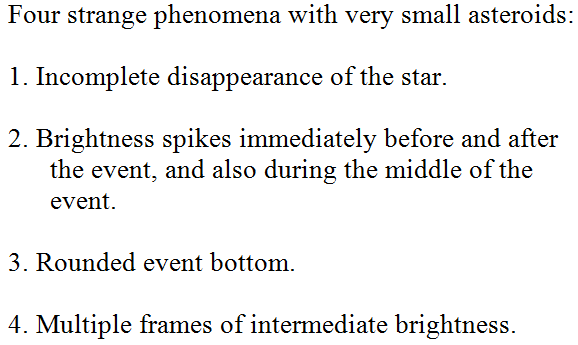 Four strange phenomena with very small asteroids:
1. Incomplete disappearance of the star.
2. Brightness spikes immediately before and after
the event, and also during the middle of the
event.
3. Rounded event bottom.
4. Multiple frames of intermediate brightness.